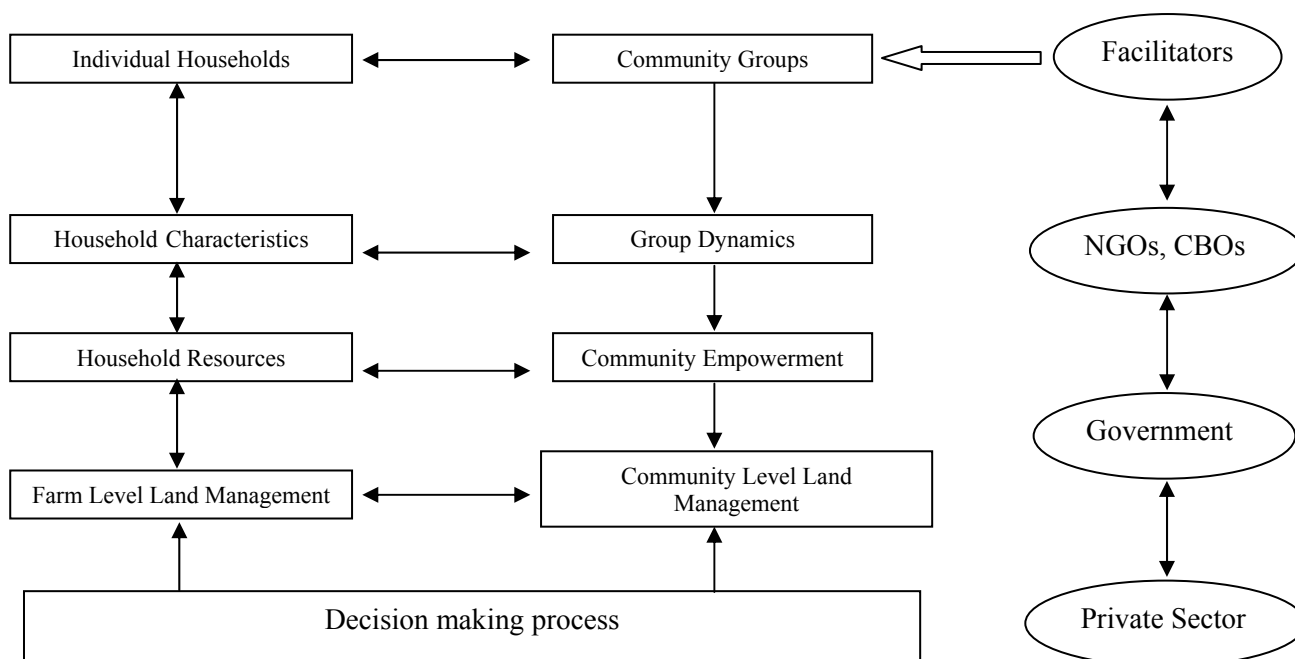 Individual Households
Community Groups
Facilitators
Household Characteristics
Group Dynamics
NGOs, CBOs
Household Resources
Community Empowerment
Government
Farm Level Land Management
Community Level Land
Management
Decision making process
Private Sector